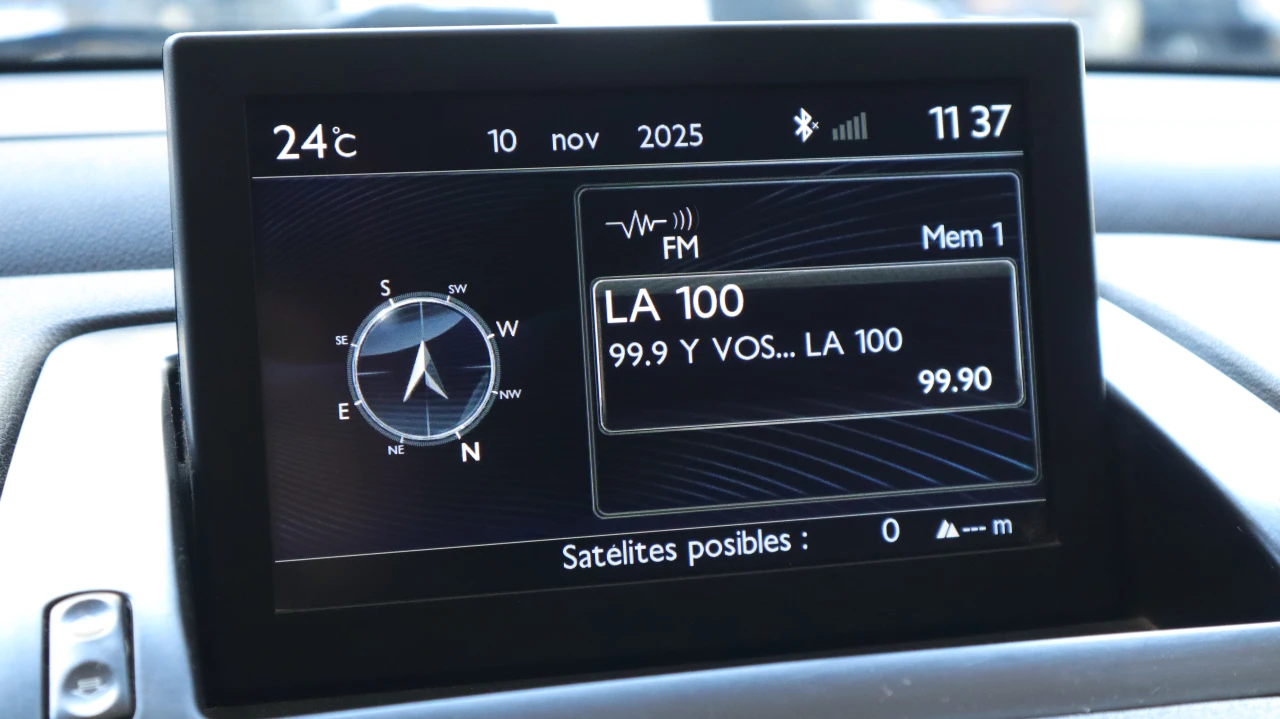 24°C 10 nov 2025 11 37
FM
Mem 1
LA 100
99.9 Y VOS... LA 100
99.90
S
SW
SE
W
E
NW
NE
N
Satélites posibles : 0 --- m